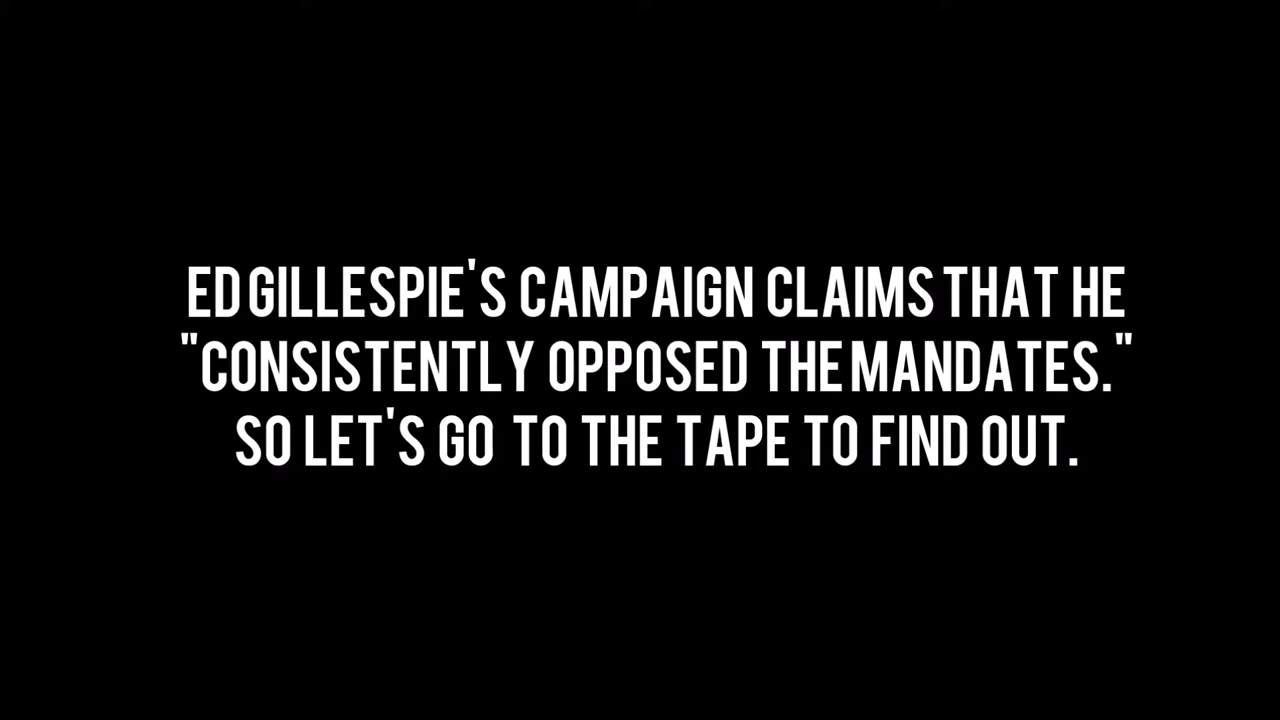 ED GILLESPIE'S CAMPAIGN CLAIMS THAT HE
"CONSISTENTLY OPPOSED THE MANDATES."
SO LET'S GO TO THE TAPE TO FIND OUT.